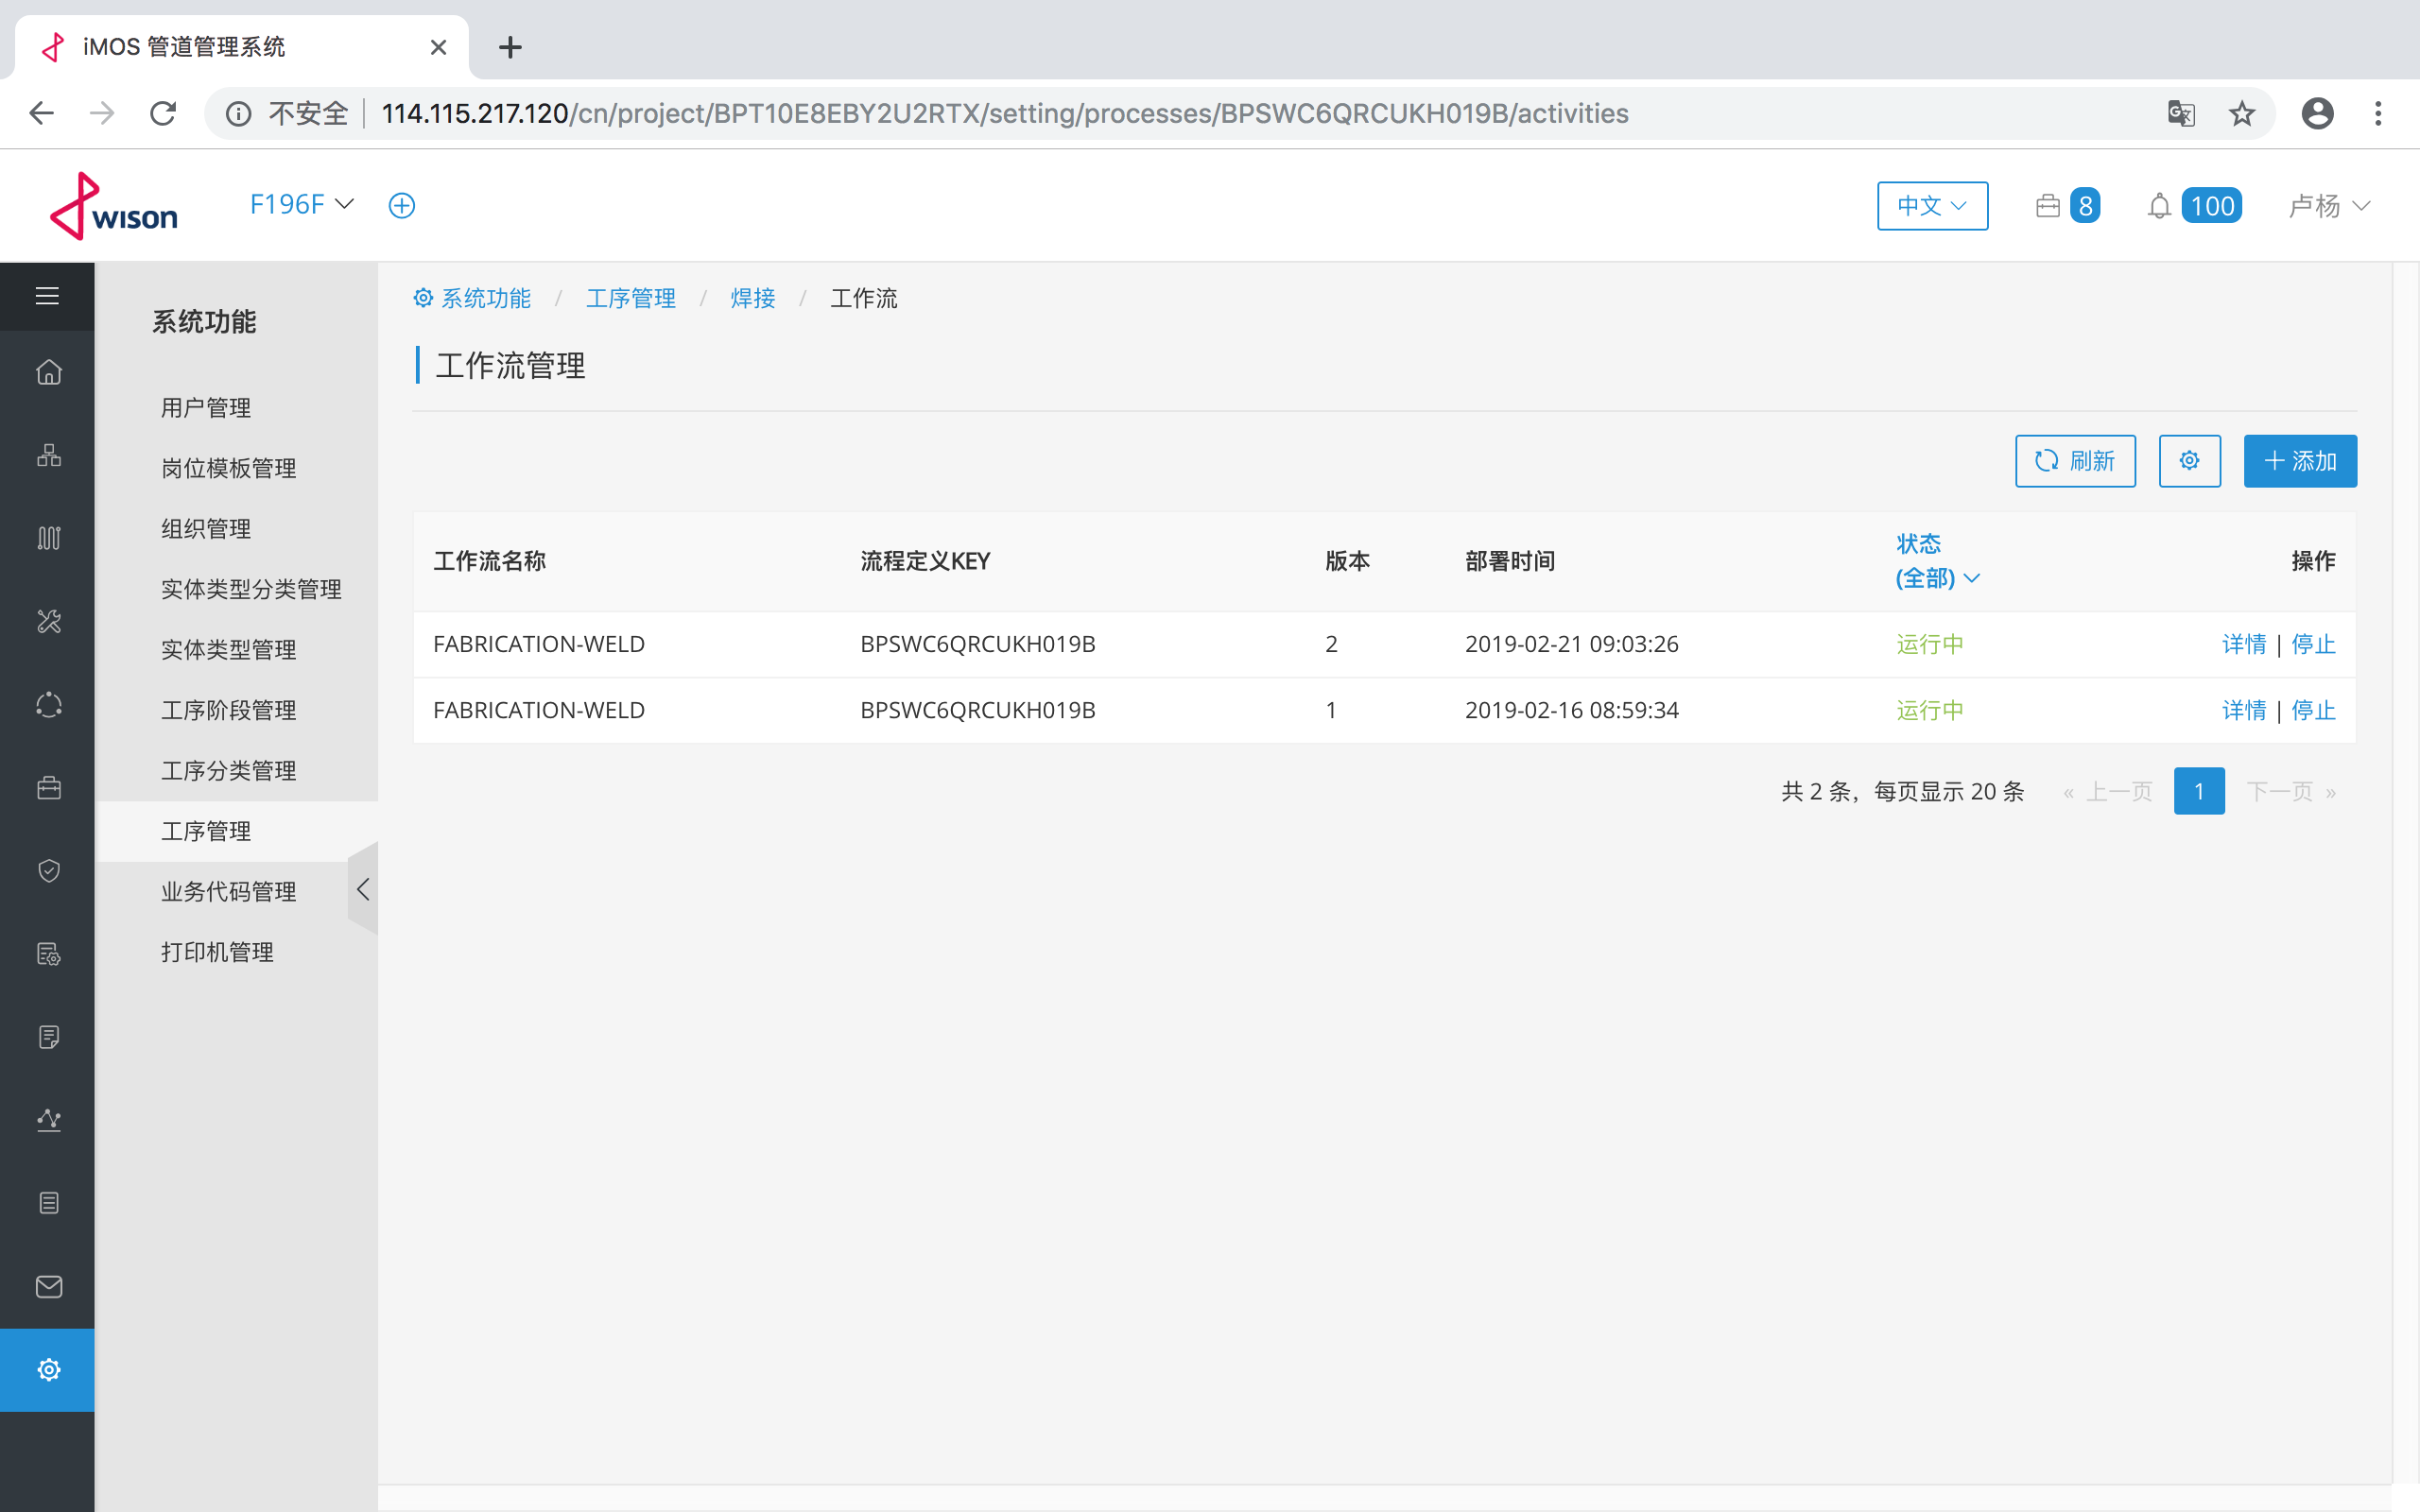 iMOS 管道管理系统
不安全 114.115.217.120/cn/project/BPT10E8EBY2U2RTX/setting/processes/BPSWC6QRCUKH019B/activities
wison F196F 中文 8 100 卢杨
系统功能
用户管理
岗位模板管理
组织管理
实体类型分类管理
实体类型管理
工序阶段管理
工序分类管理
工序管理
业务代码管理
打印机管理
系统功能 / 工序管理 / 焊接 / 工作流
工作流管理
刷新 添加
工作流名称 流程定义KEY 版本 部署时间 状态 (全部) 操作
FABRICATION-WELD BPSWC6QRCUKH019B 2 2019-02-21 09:03:26 运行中 详情 | 停止
FABRICATION-WELD BPSWC6QRCUKH019B 1 2019-02-16 08:59:34 运行中 详情 | 停止
共 2 条，每页显示 20 条 « 上一页 1 下一页 »